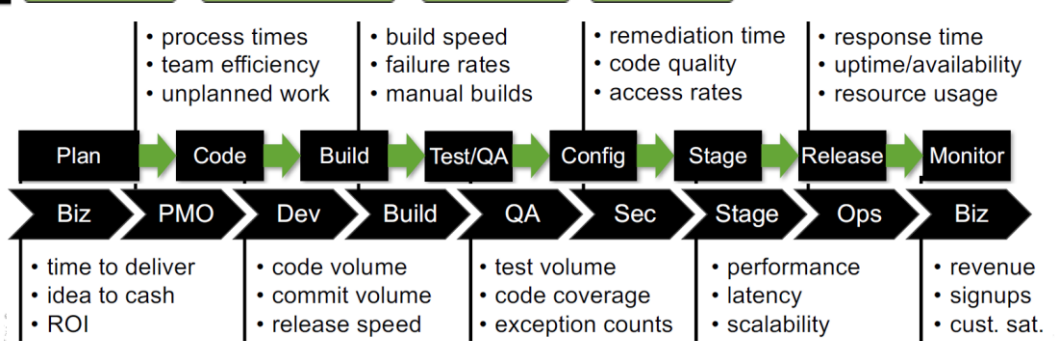 • process times
• team efficiency
• unplanned work
• build speed
• failure rates
• manual builds
• remediation time
• code quality
• access rates
• response time
• uptime/availability
• resource usage
Plan
Code
Build
Test/QA
Config
Stage
Release
Monitor
Biz
PMO
Dev
Build
QA
Sec
Stage
Ops
Biz
• time to deliver
• idea to cash
• ROI
• code volume
• commit volume
• release speed
• test volume
• code coverage
• exception counts
• performance
• latency
• scalability
• revenue
• signups
• cust. sat.